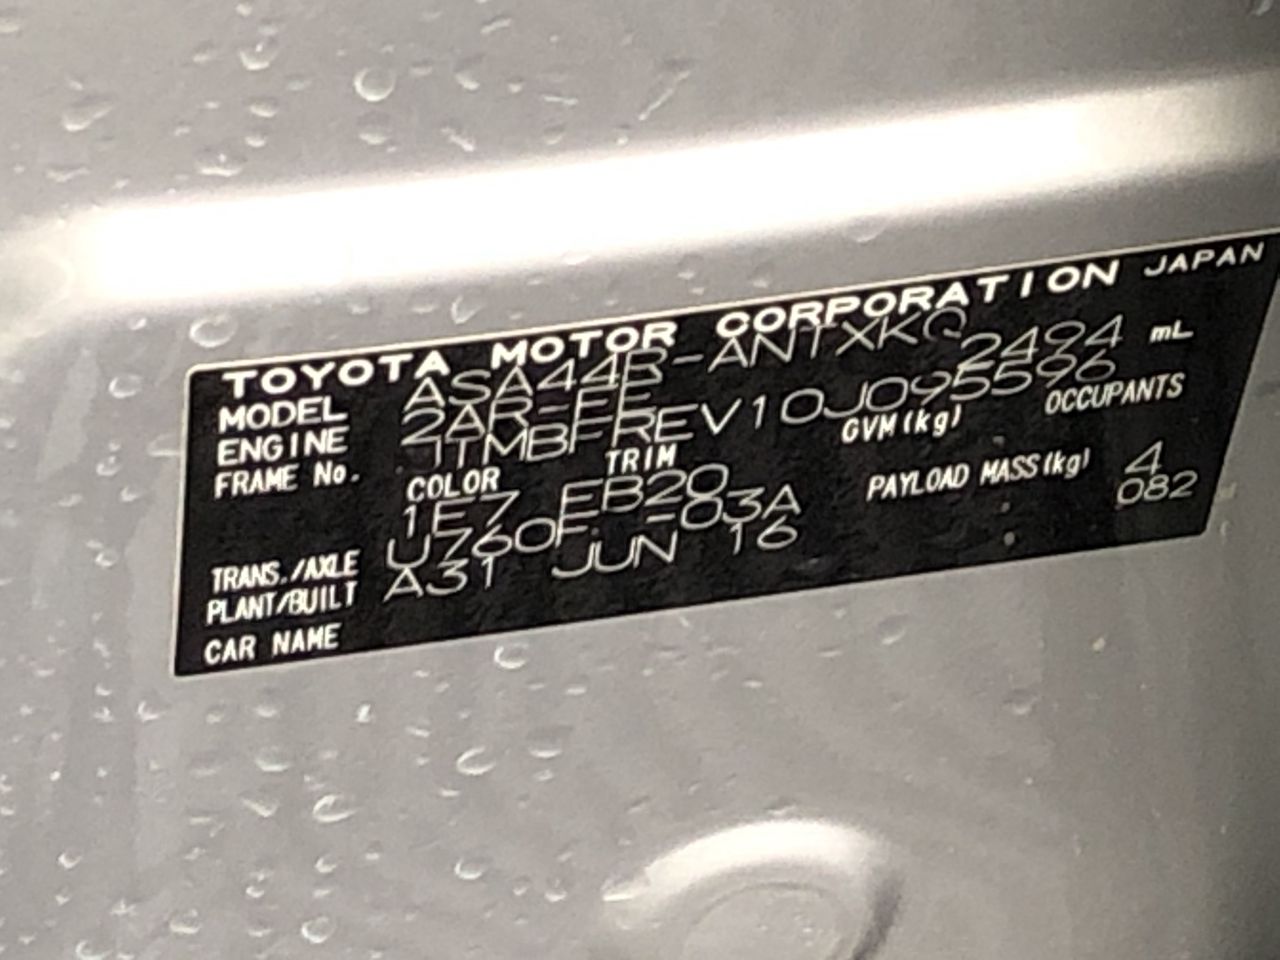 TOYOTA MOTOR CORPORATION JAPAN
MODEL ASA44R-ANTXKQ
ENGINE 2AR-FE 2494 mL
FRAME No. JTMBFREV10J095596
COLOR TRIM GVM(kg) OCCUPANTS
1E7 EB20
TRANS./AXLE U760F -03A PAYLOAD MASS(kg) 4
PLANT/BUILT A31 JUN 16 082
CAR NAME